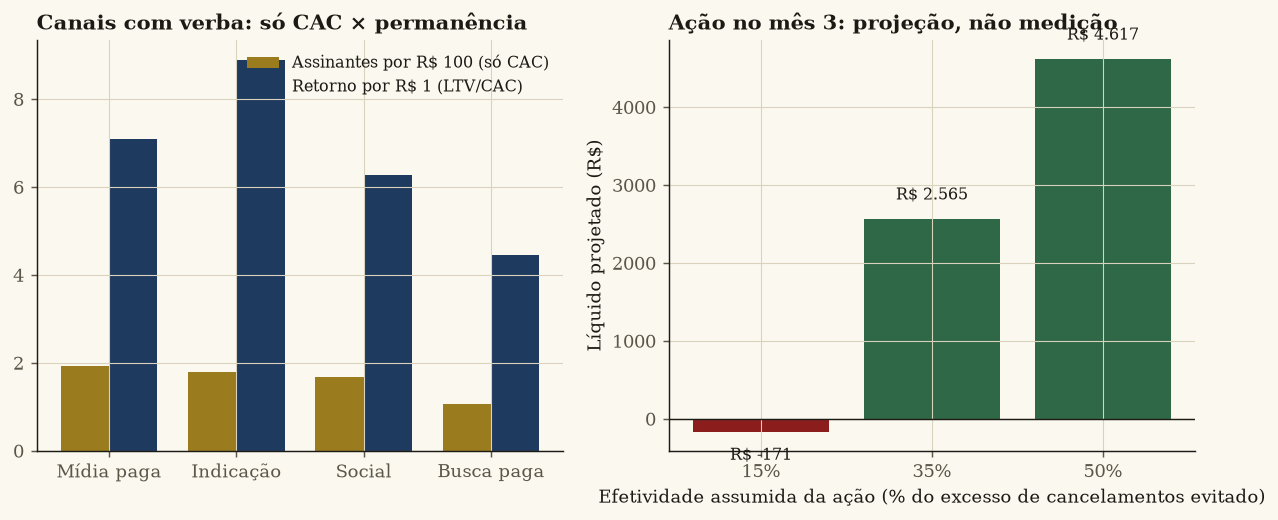 Canais com verba: só CAC × permanência
Assinantes por R$ 100 (só CAC)
Retorno por R$ 1 (LTV/CAC)
8
6
4
2
0
Mídia paga
Indicação
Social
Busca paga
Ação no mês 3: projeção, não medição
R$ 4.617
R$ 2.565
R$ -171
Líquido projetado (R$)
4000
3000
2000
1000
0
15%
35%
50%
Efetividade assumida da ação (% do excesso de cancelamentos evitado)